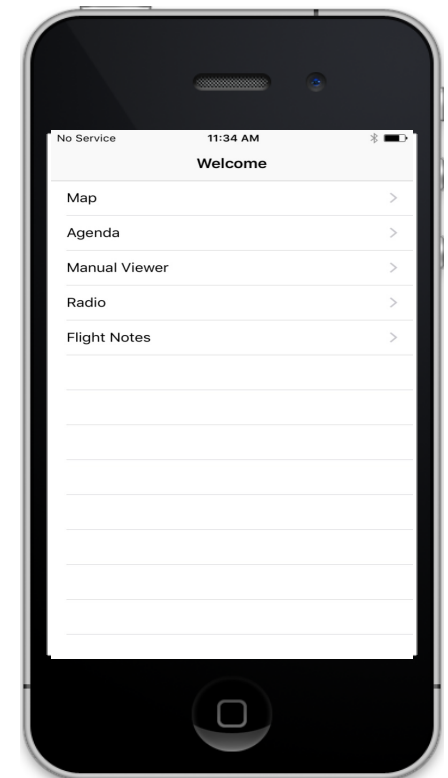 No Service 11:34 AM
Welcome
Map
Agenda
Manual Viewer
Radio
Flight Notes